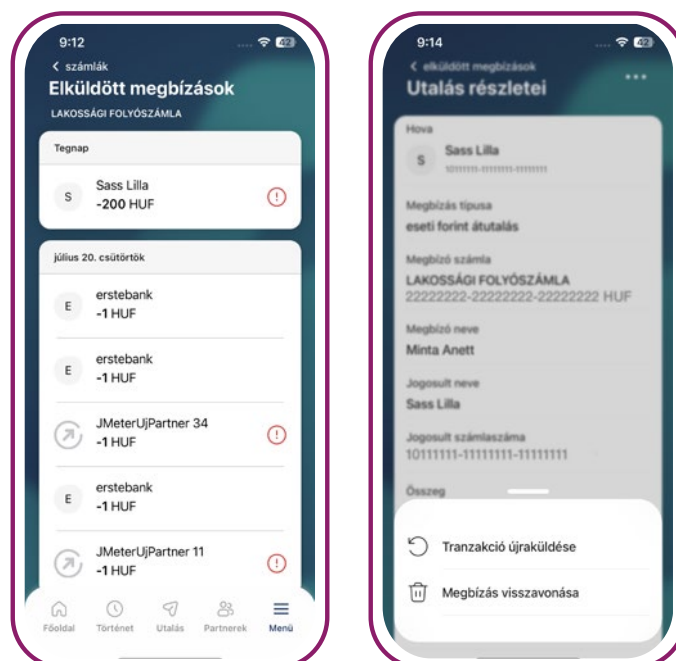 9:12
42
számlák
Elküldött megbízások
LAKOSSÁGI FOLYÓSZÁMLA
Tegnap
S
Sass Lilla
-200 HUF
július 20. csütörtök
E
erstebank
-1 HUF
E
erstebank
-1 HUF
JMeterUjPartner 34
-1 HUF
E
erstebank
-1 HUF
JMeterUjPartner 11
-1 HUF
Főoldal Történet Utalás Partnerek Menü
9:14
42
elküldött megbízások
Utalás részletei
Hova
S
Sass Lilla
10111111-11111111-11111111
Megbízás típusa
eseti forint átutalás
Megbízó számla
LAKOSSÁGI FOLYÓSZÁMLA
22222222-22222222-22222222 HUF
Megbízó neve
Minta Anett
Jogosult neve
Sass Lilla
Jogosult számlaszáma
10111111-11111111-11111111
Összeg
Tranzakció újraküldése
Megbízás visszavonása